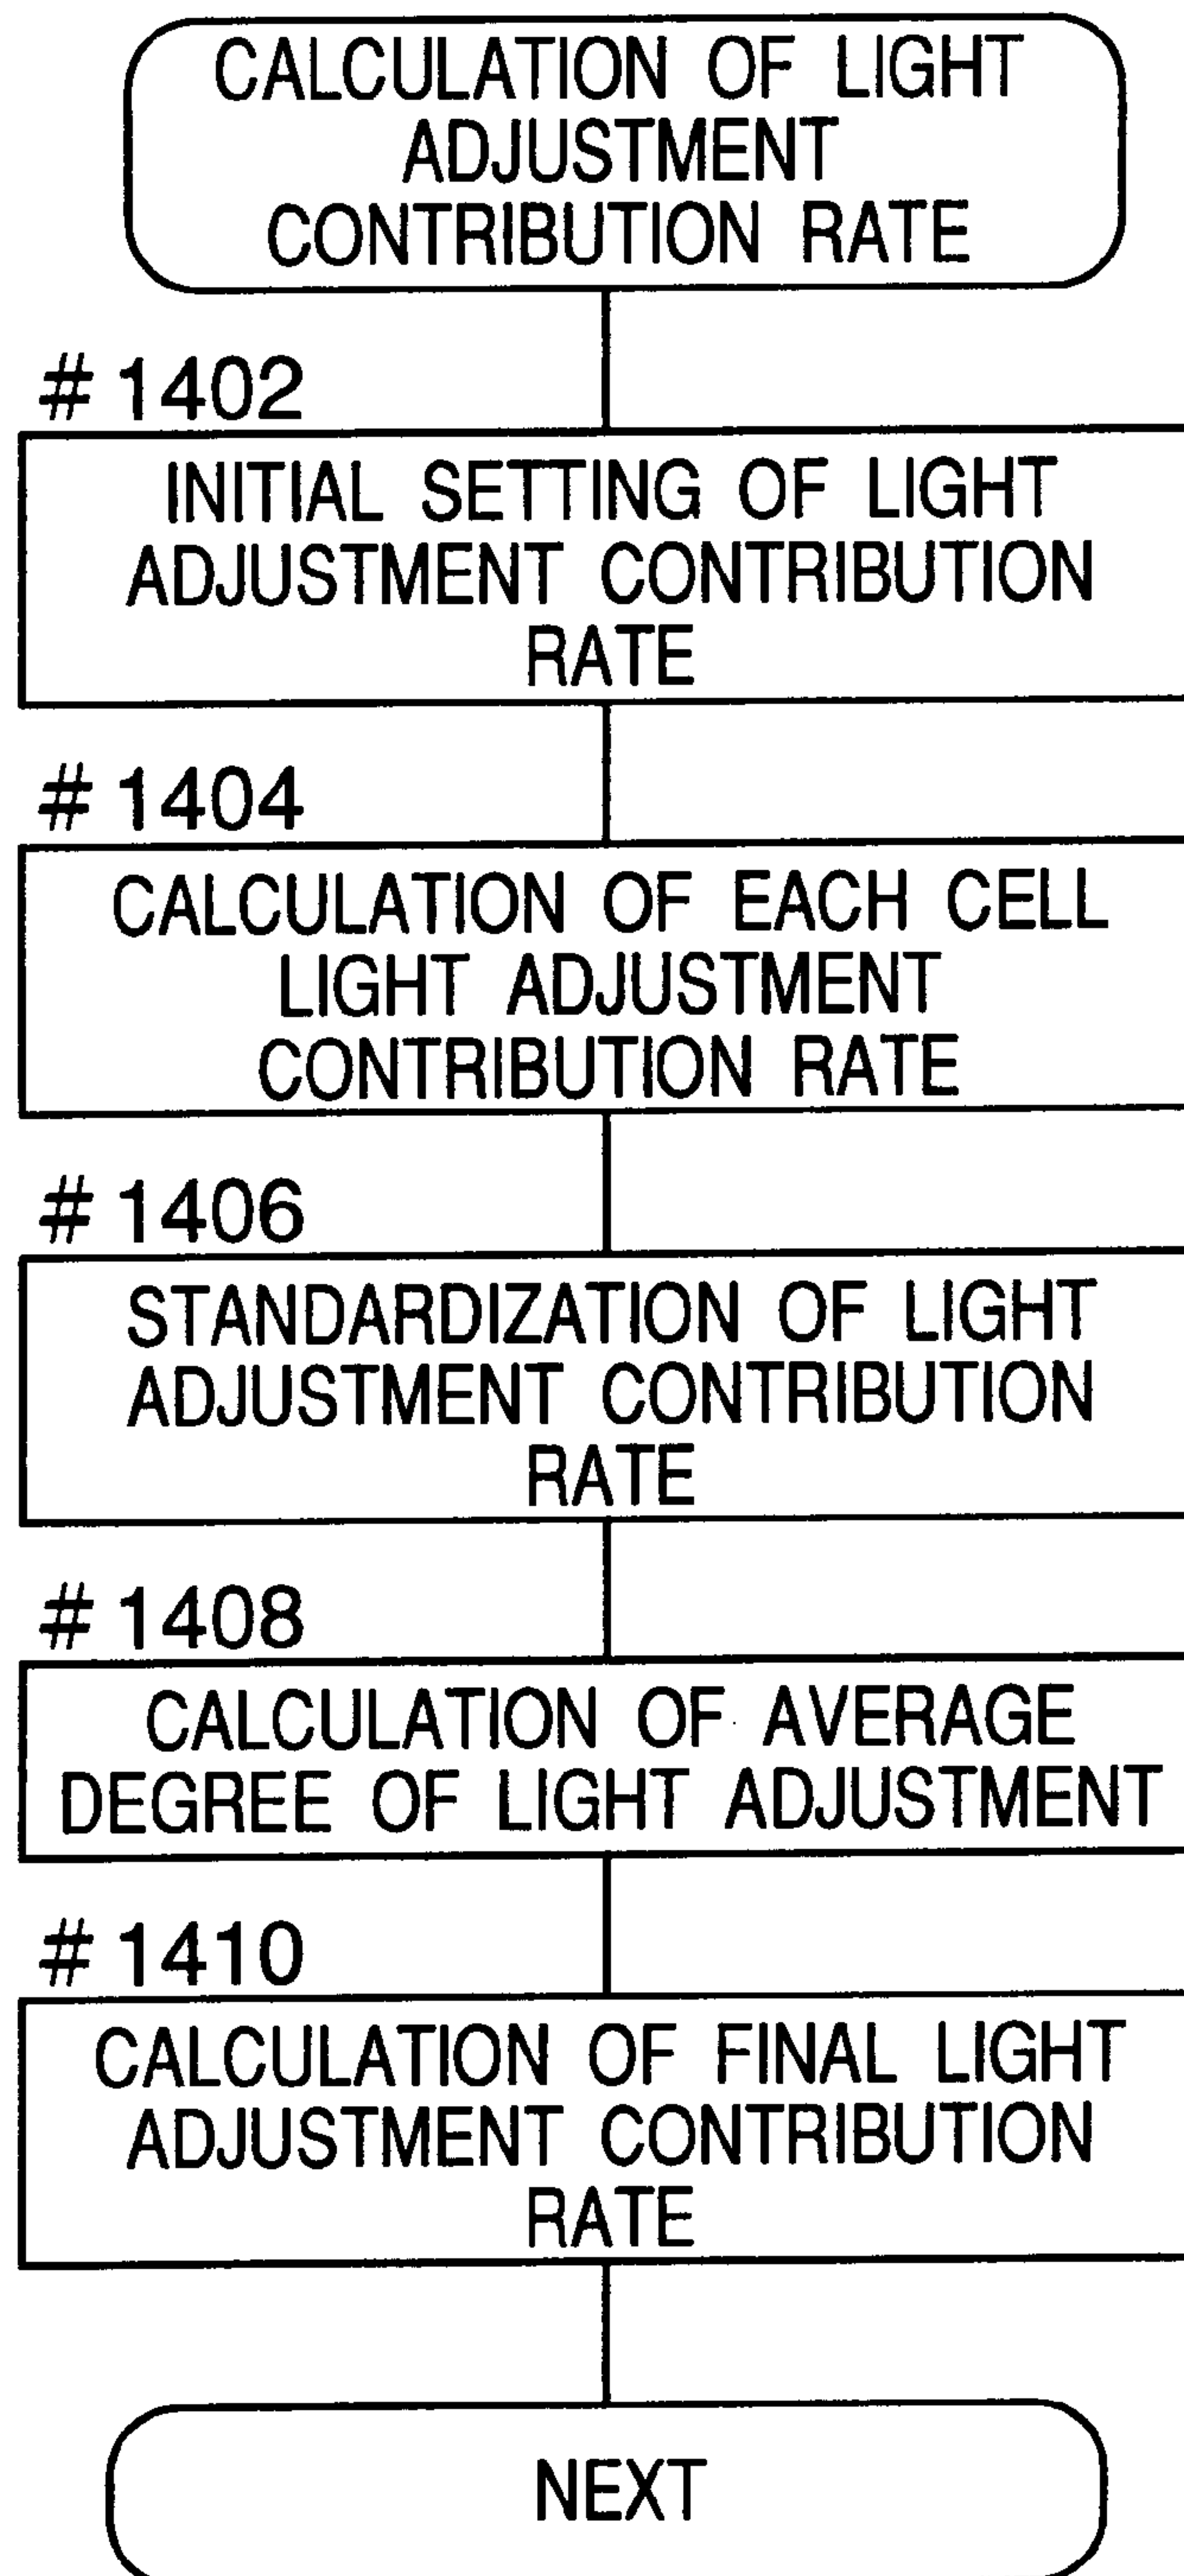 CALCULATION OF LIGHT
ADJUSTMENT
CONTRIBUTION RATE
# 1402
INITIAL SETTING OF LIGHT
ADJUSTMENT CONTRIBUTION
RATE
# 1404
CALCULATION OF EACH CELL
LIGHT ADJUSTMENT
CONTRIBUTION RATE
# 1406
STANDARDIZATION OF LIGHT
ADJUSTMENT CONTRIBUTION
RATE
# 1408
CALCULATION OF AVERAGE
DEGREE OF LIGHT ADJUSTMENT
# 1410
CALCULATION OF FINAL LIGHT
ADJUSTMENT CONTRIBUTION
RATE
NEXT